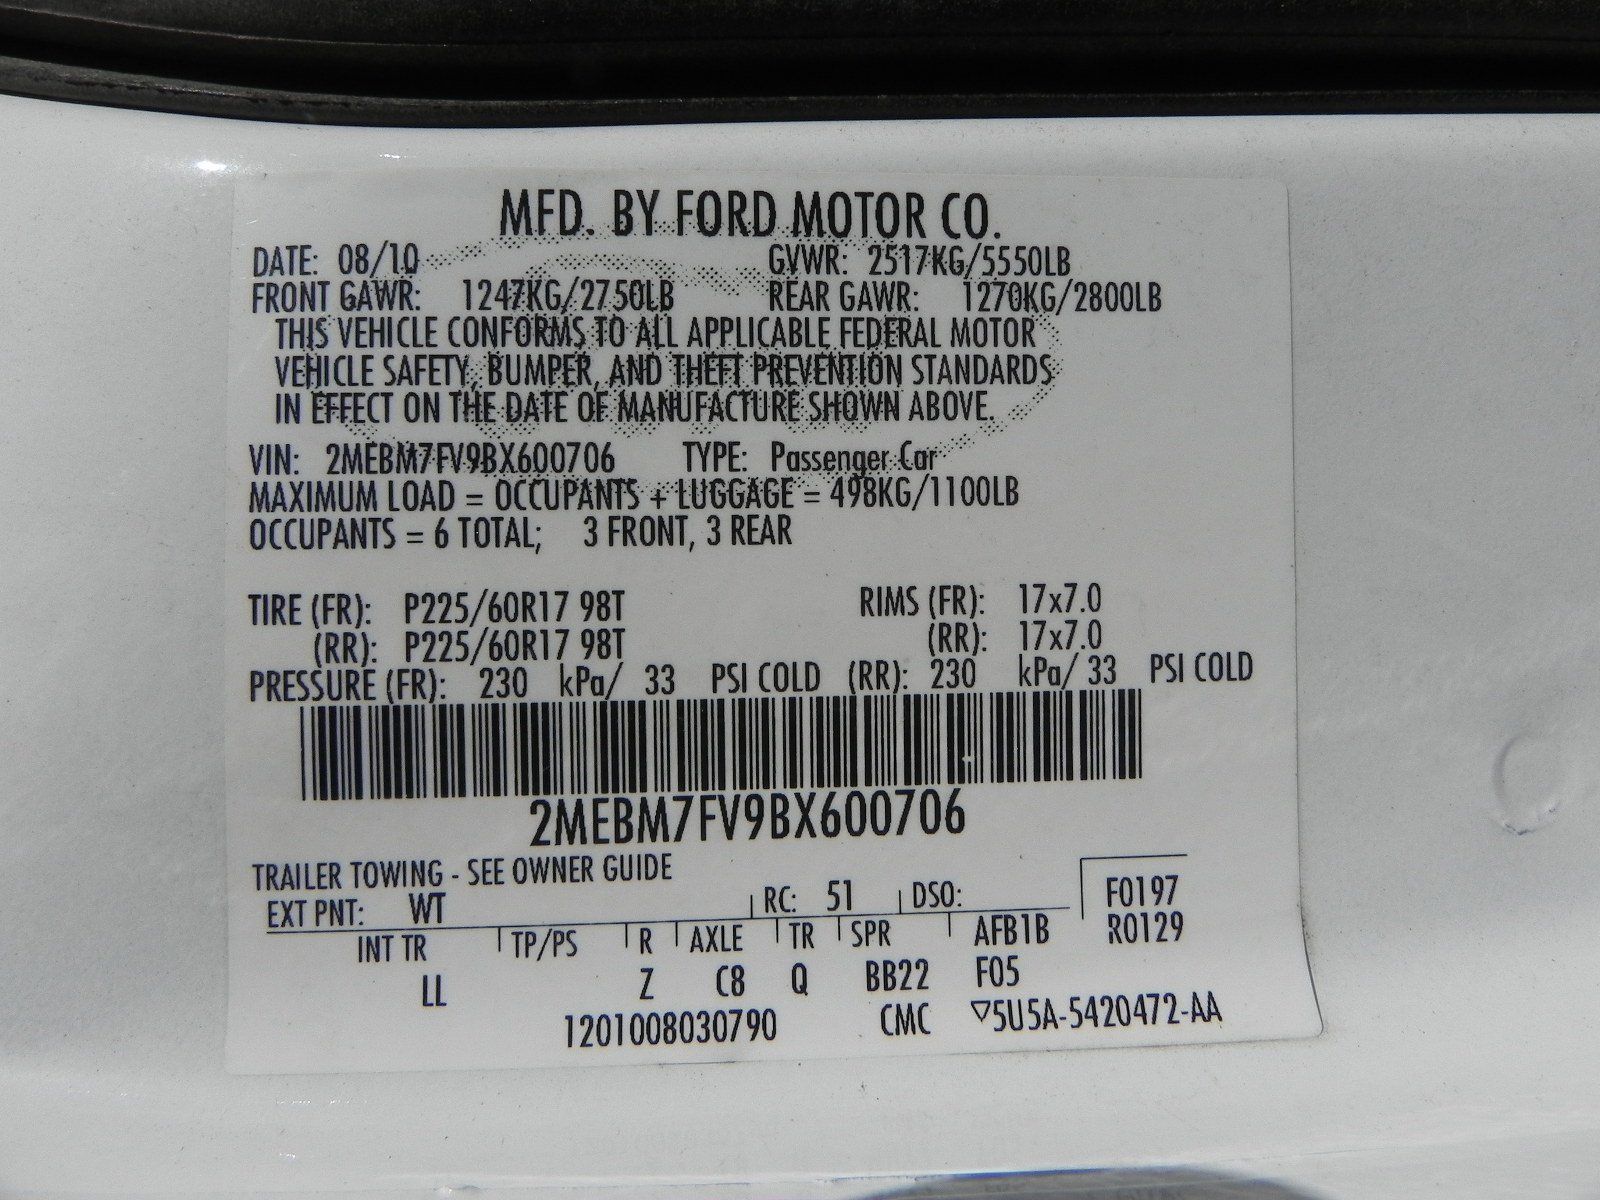 MFD. BY FORD MOTOR CO.
DATE: 08/10 GVWR: 2517KG/5550LB
FRONT GAWR: 1247KG/2750LB REAR GAWR: 1270KG/2800LB
THIS VEHICLE CONFORMS TO ALL APPLICABLE FEDERAL MOTOR
VEHICLE SAFETY, BUMPER, AND THEFT PREVENTION STANDARDS
IN EFFECT ON THE DATE OF MANUFACTURE SHOWN ABOVE.
VIN: 2MEBM7FV9BX600706 TYPE: Passenger Car
MAXIMUM LOAD = OCCUPANTS + LUGGAGE = 498KG/1100LB
OCCUPANTS = 6 TOTAL; 3 FRONT, 3 REAR
TIRE (FR): P225/60R17 98T RIMS (FR): 17x7.0
(RR): P225/60R17 98T (RR): 17x7.0
PRESSURE (FR): 230 kPa/ 33 PSI COLD (RR): 230 kPa/ 33 PSI COLD
2MEBM7FV9BX600706
TRAILER TOWING - SEE OWNER GUIDE
EXT PNT: WT RC: 51 DSO: F0197
INT TR TP/PS R AXLE TR SPR AFB1B R0129
LL Z C8 Q BB22 F05
1201008030790 CMC ▽5U5A-5420472-AA